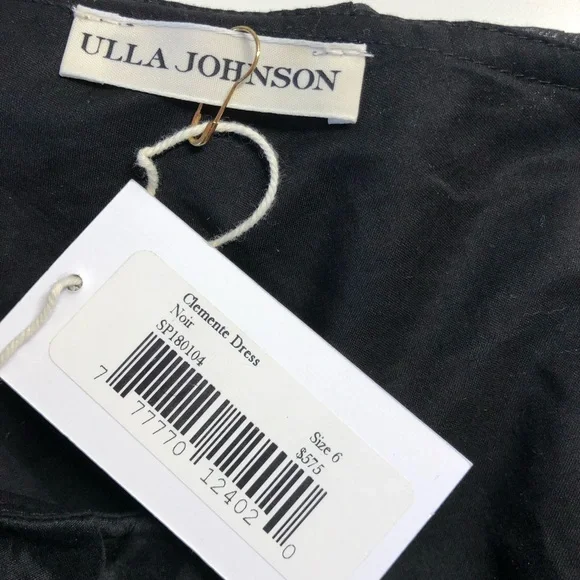 ULLA JOHNSON
Clemente Dress
Noir
SP180104
Size 6
$575
7 77770 12402 0